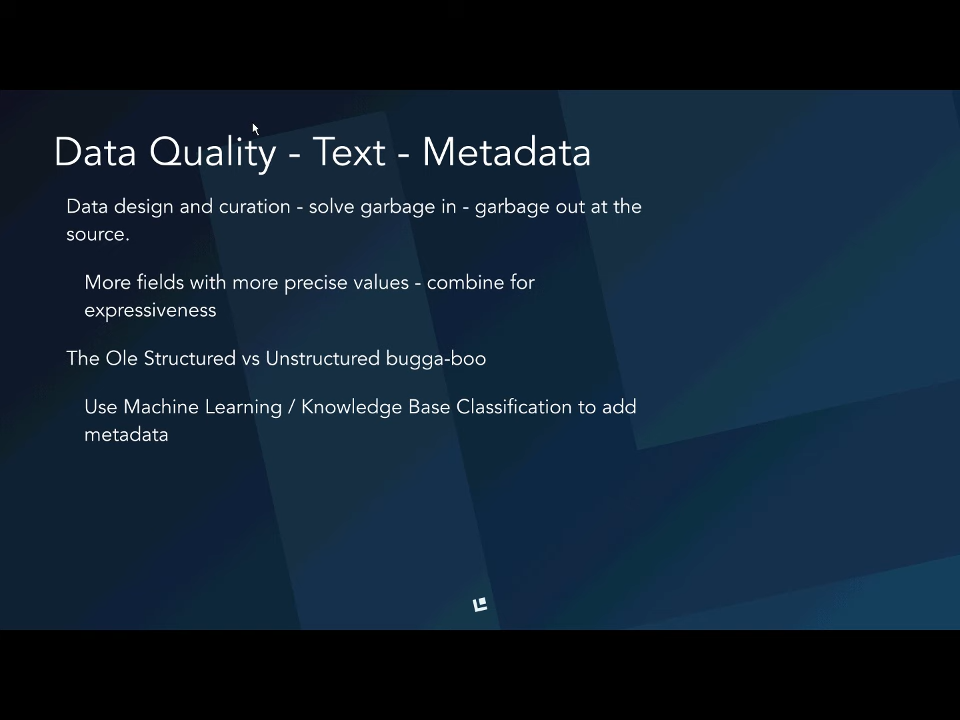 Data Quality - Text - Metadata
Data design and curation - solve garbage in - garbage out at the
source.
More fields with more precise values - combine for
expressiveness
The Ole Structured vs Unstructured bugga-boo
Use Machine Learning / Knowledge Base Classification to add
metadata